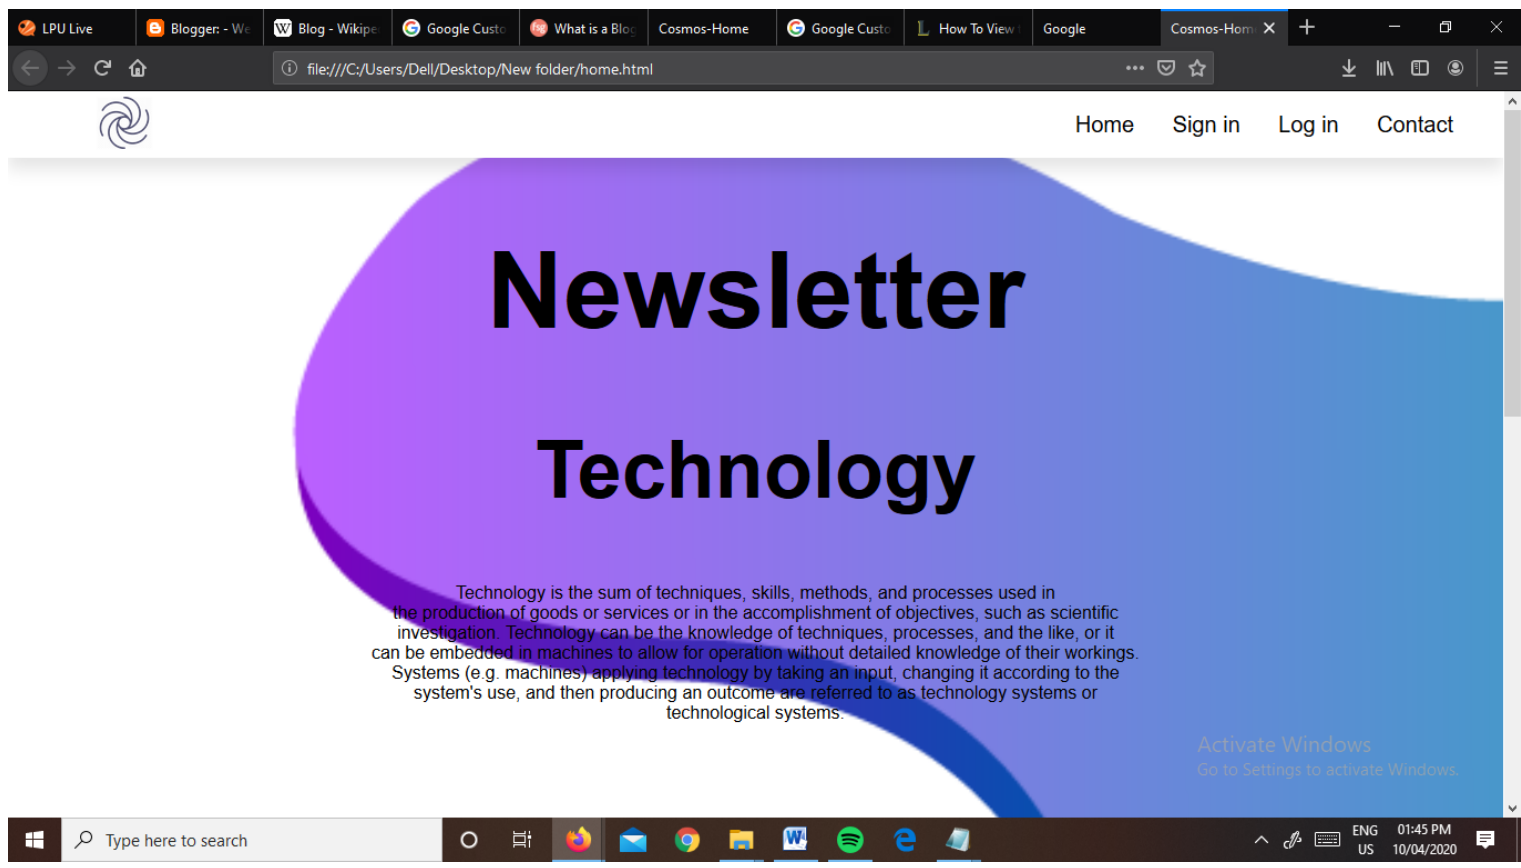 LPU Live
Blogger: - We
Blog - Wikipe
Google Custo
What is a Blog
Cosmos-Home
Google Custo
How To View
Google
Cosmos-Hom
file:///C:/Users/Dell/Desktop/New folder/home.html
Home Sign in Log in Contact
Newsletter
Technology
Technology is the sum of techniques, skills, methods, and processes used in
the production of goods or services or in the accomplishment of objectives, such as scientific
investigation. Technology can be the knowledge of techniques, processes, and the like, or it
can be embedded in machines to allow for operation without detailed knowledge of their workings.
Systems (e.g. machines) applying technology by taking an input, changing it according to the
system's use, and then producing an outcome are referred to as technology systems or
technological systems.
Activate Windows
Go to Settings to activate Windows.
Type here to search
ENG
US
01:45 PM
10/04/2020